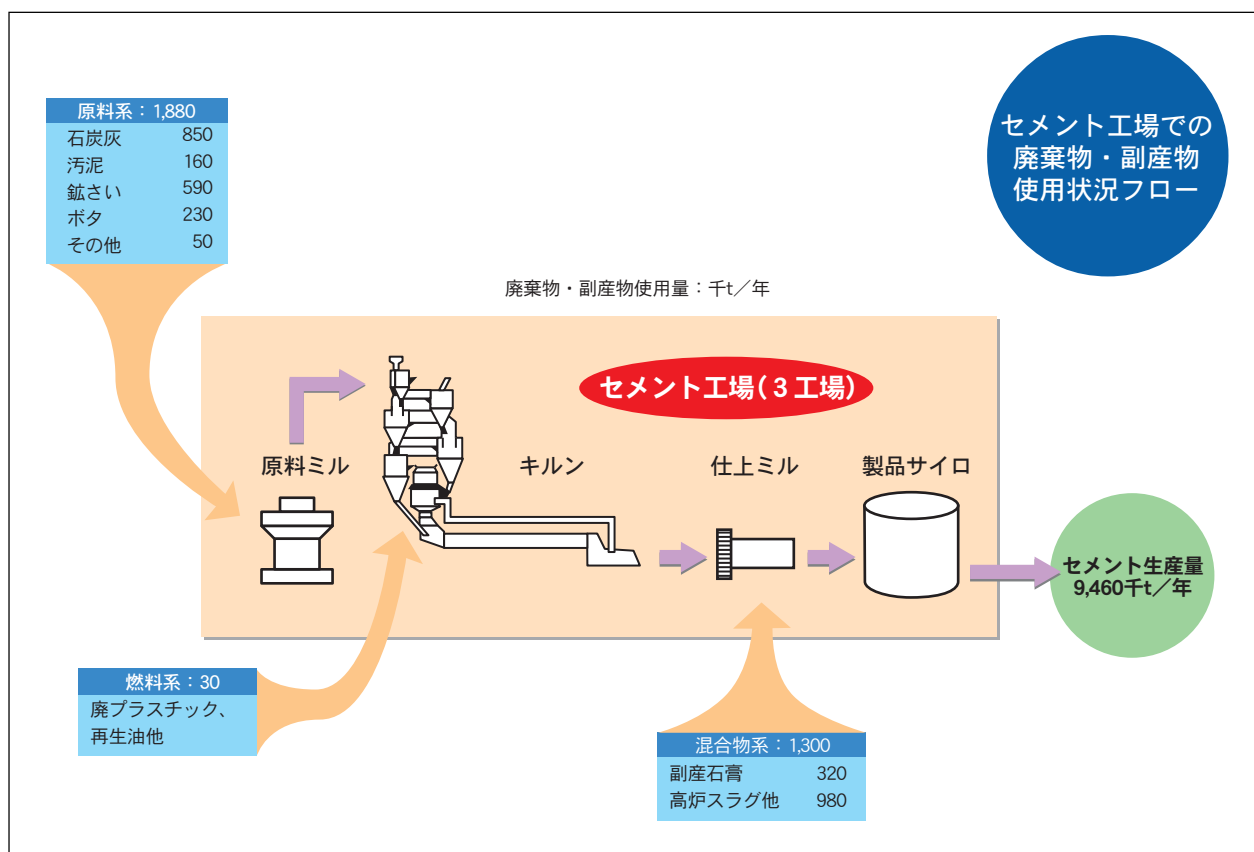 セメント工場での
廃棄物・副産物
使用状況フロー
原料系：1,880
石炭灰 850
汚泥 160
鉱さい 590
ボタ 230
その他 50
廃棄物・副産物使用量：千t／年
セメント工場(３工場)
原料ミル
キルン
仕上ミル
製品サイロ
セメント生産量
9,460千t／年
燃料系：30
廃プラスチック、
再生油他
混合物系：1,300
副産石膏 320
高炉スラグ他 980